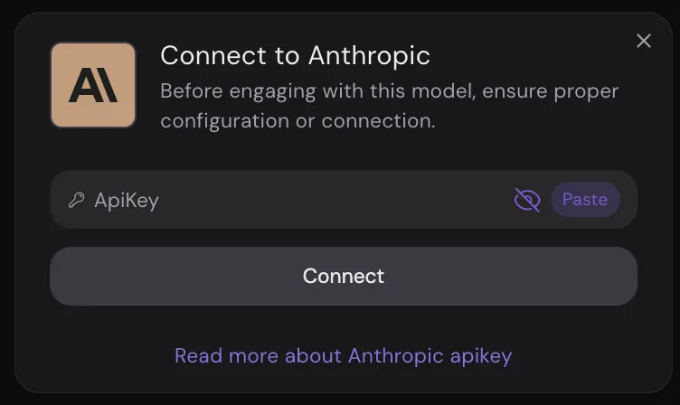 Connect to Anthropic
Before engaging with this model, ensure proper
configuration or connection.
ApiKey
Paste
Connect
Read more about Anthropic apikey